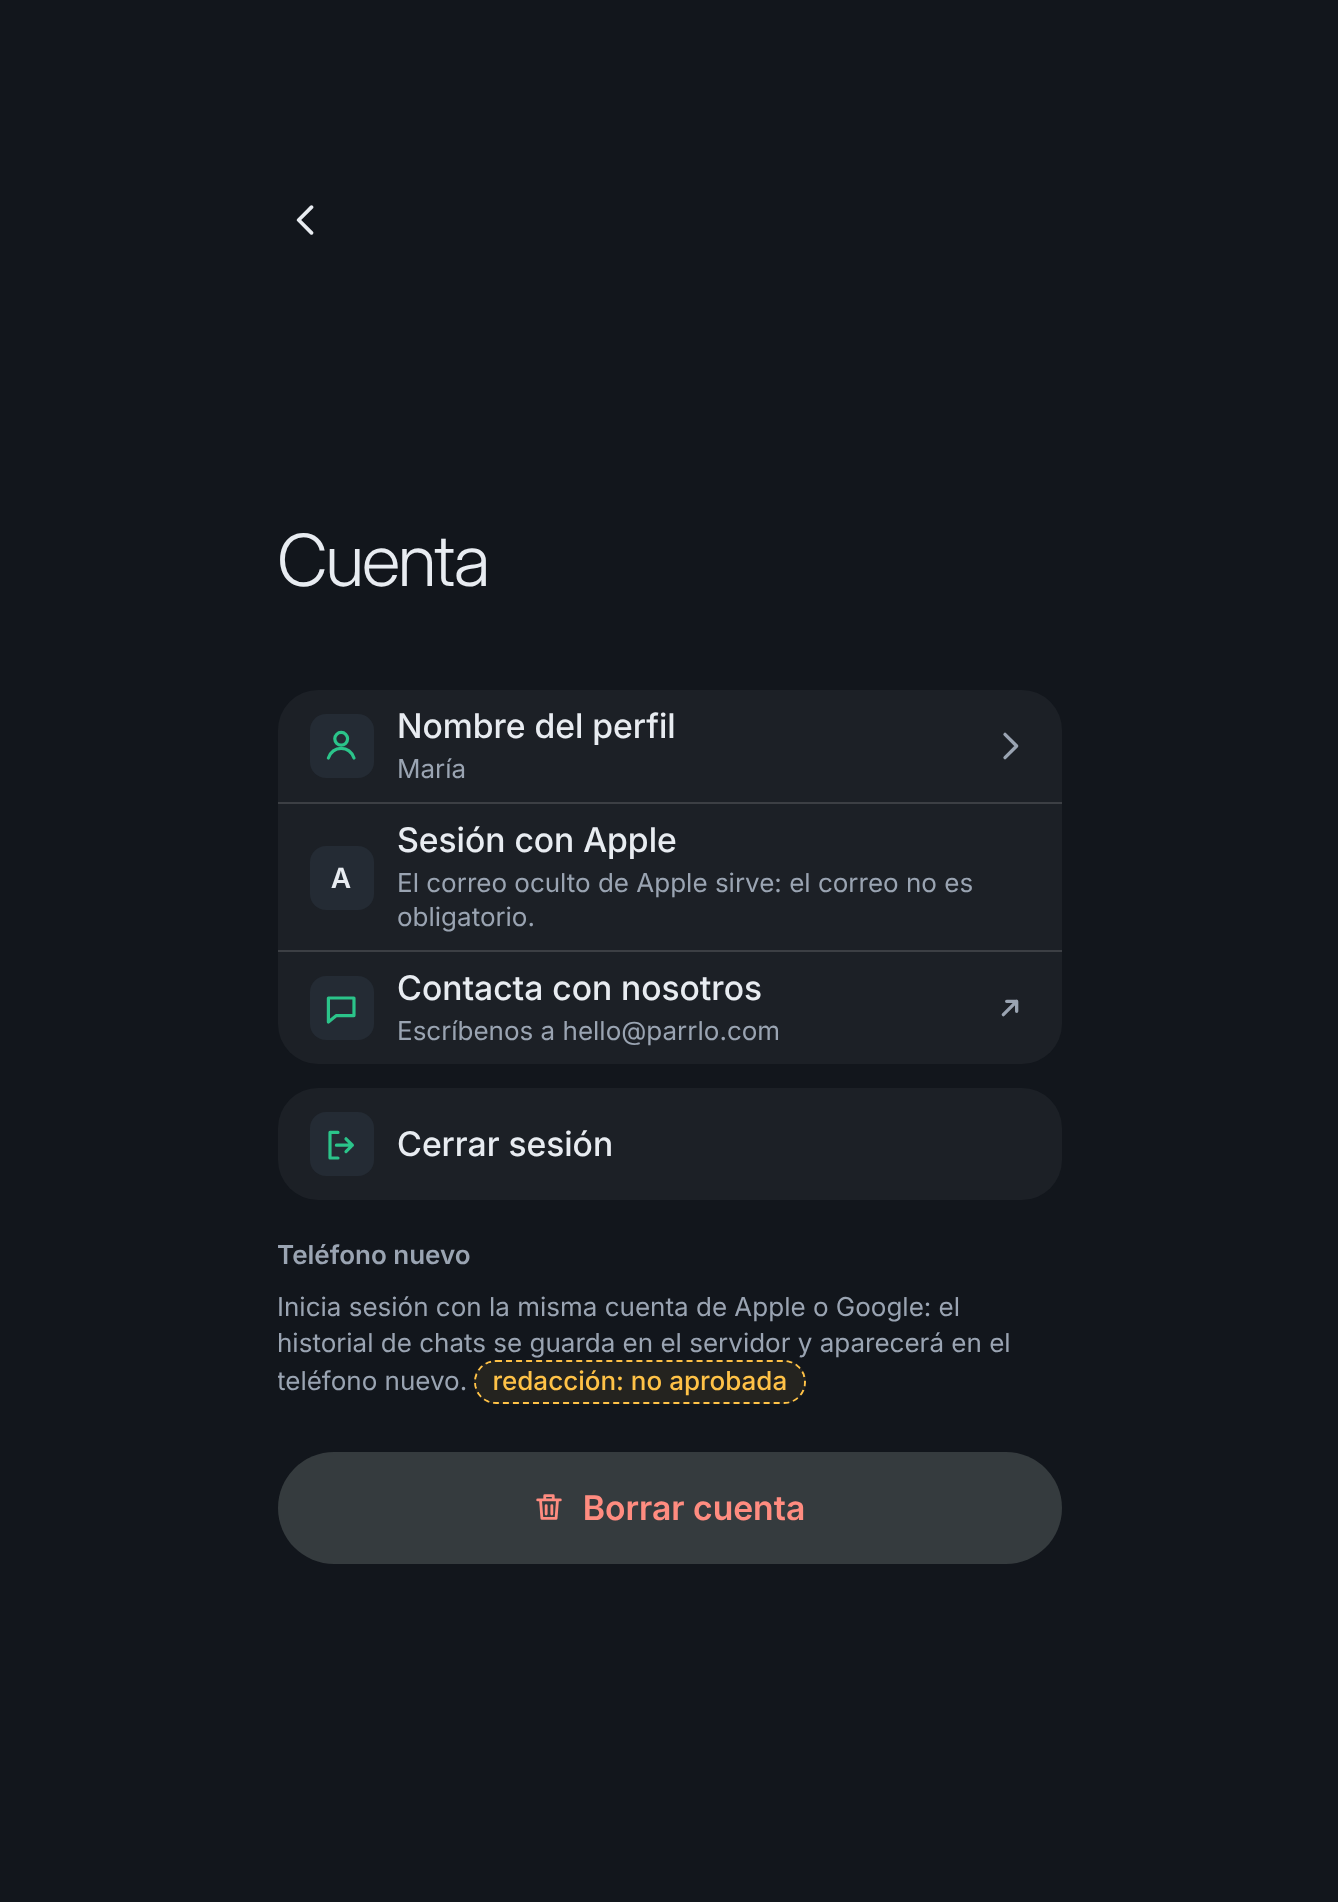 Cuenta
Nombre del perfil
María
A
Sesión con Apple
El correo oculto de Apple sirve: el correo no es
obligatorio.
Contacta con nosotros
Escríbenos a hello@parrlo.com
Cerrar sesión
Teléfono nuevo
Inicia sesión con la misma cuenta de Apple o Google: el
historial de chats se guarda en el servidor y aparecerá en el
teléfono nuevo. redacción: no aprobada
Borrar cuenta